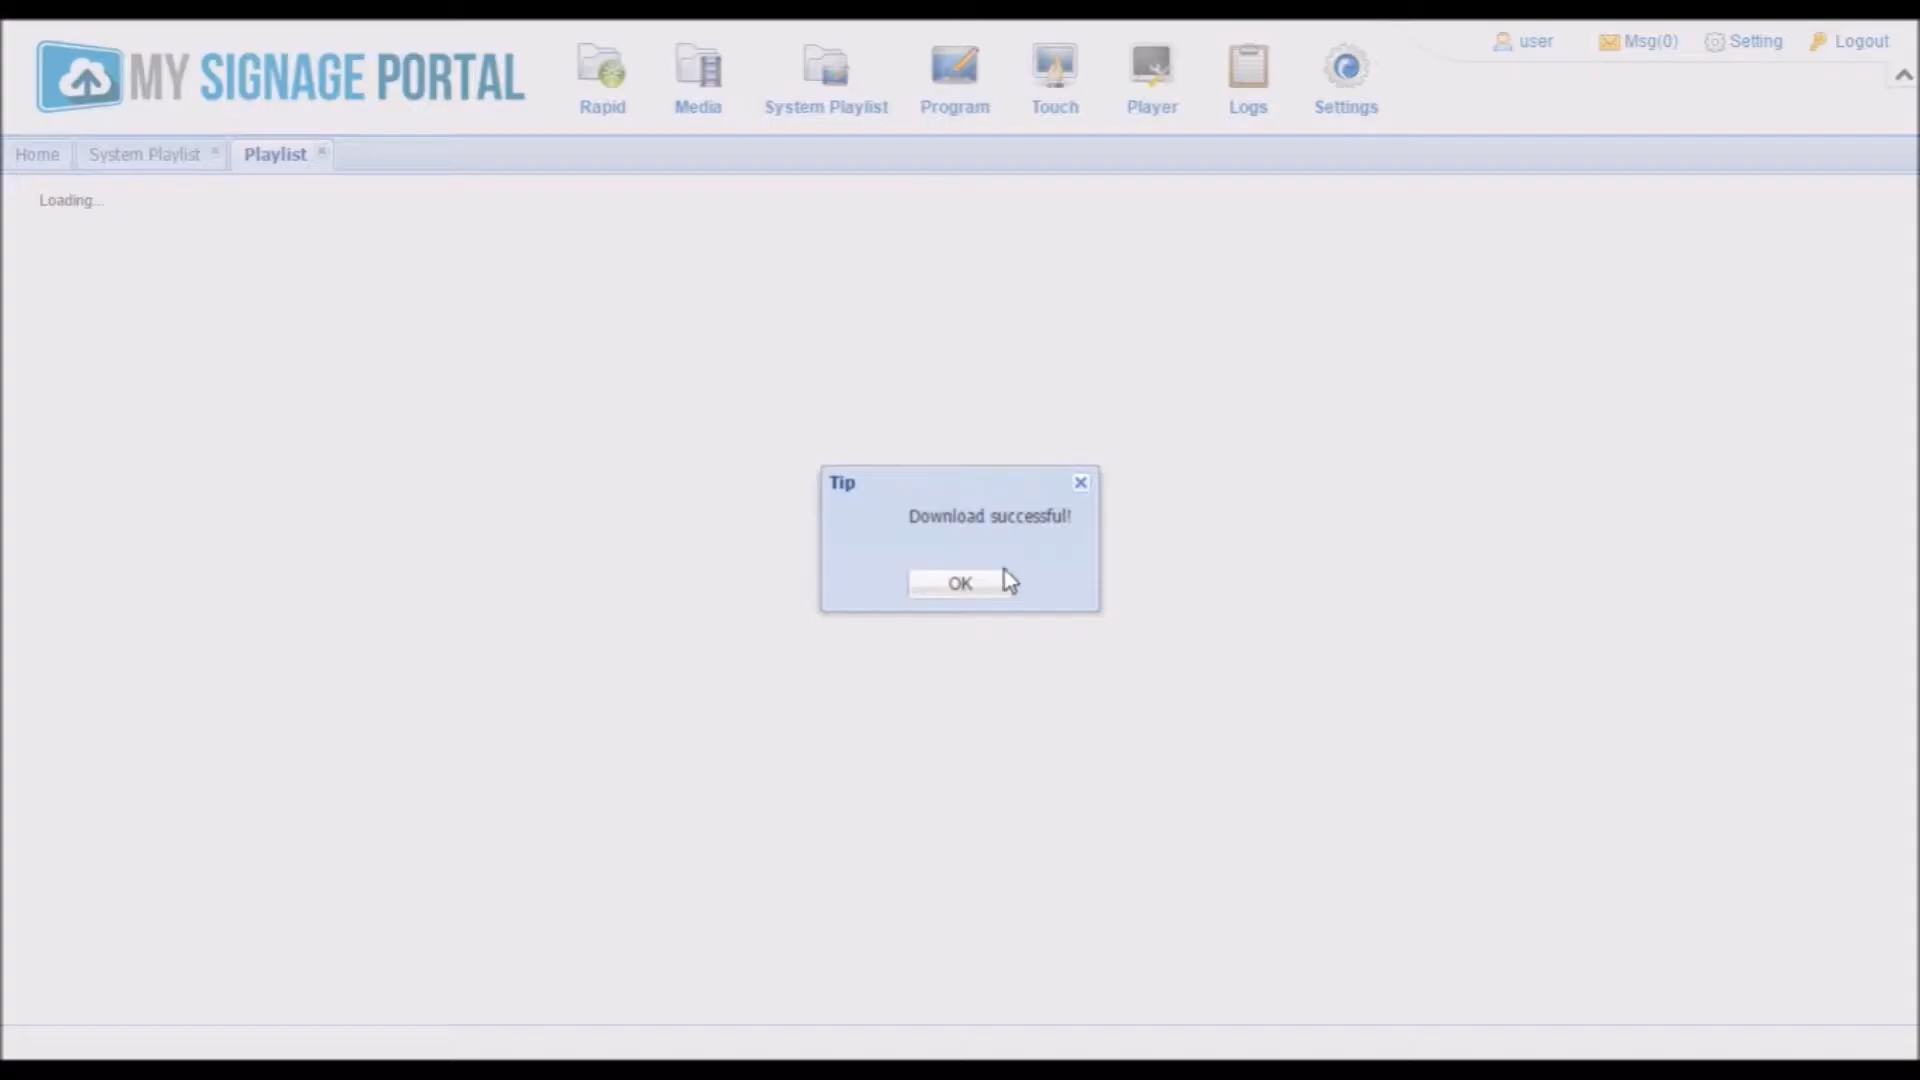 MY SIGNAGE PORTAL
Rapid
Media
System Playlist
Program
Touch
Player
Logs
Settings
user
Msg(0)
Setting
Logout
Home
System Playlist
Playlist
Loading...
Tip
Download successful!
OK